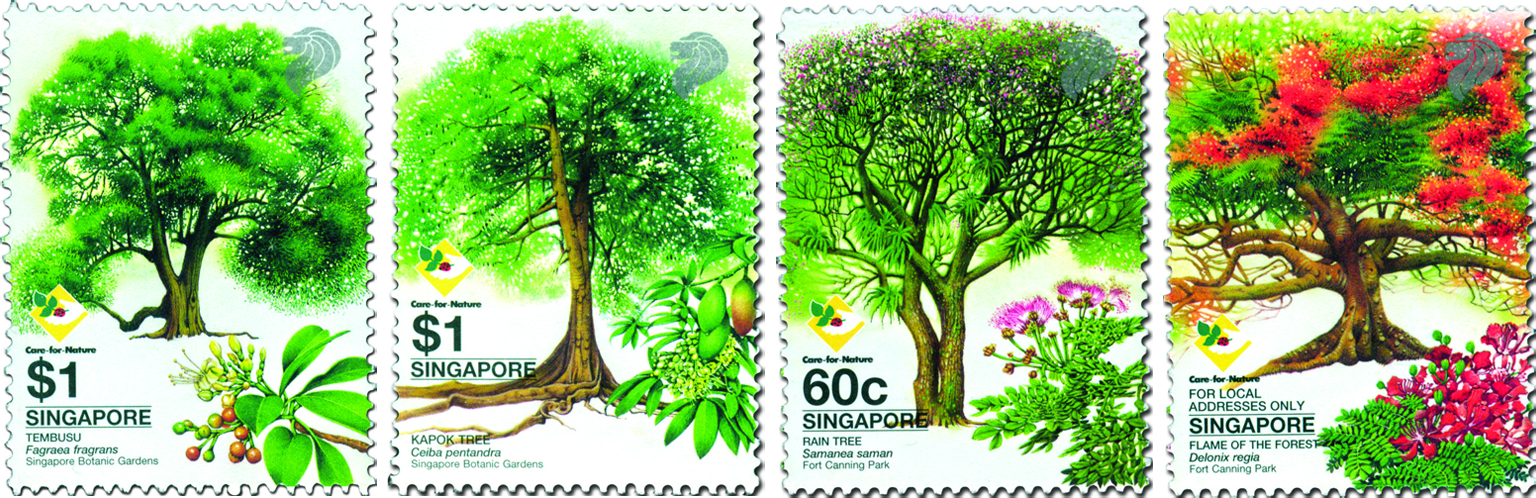 Care-for-Nature
$1
SINGAPORE
TEMBUSU
Fagraea fragrans
Singapore Botanic Gardens
Care-for-Nature
$1
SINGAPORE
KAPOK TREE
Ceiba pentandra
Singapore Botanic Gardens
Care-for-Nature
60c
SINGAPORE
RAIN TREE
Samanea saman
Fort Canning Park
Care-for-Nature
FOR LOCAL
ADDRESSES ONLY
SINGAPORE
FLAME OF THE FOREST
Delonix regia
Fort Canning Park